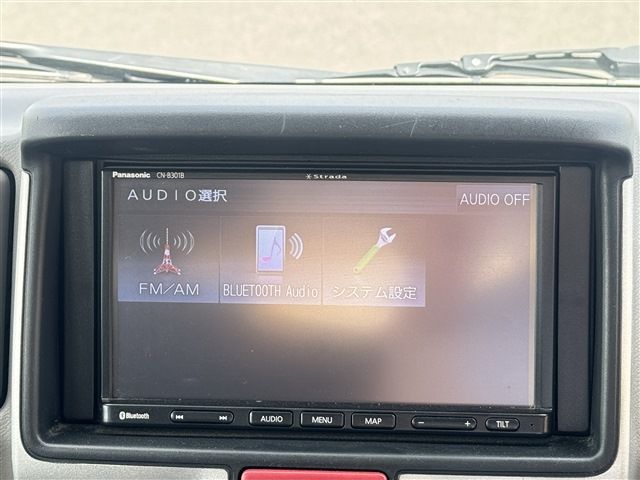 Panasonic CN-B301B Strada
AUDIO選択 AUDIO OFF
FM/AM BLUETOOTH Audio システム設定
Bluetooth AUDIO MENU MAP − + TILT